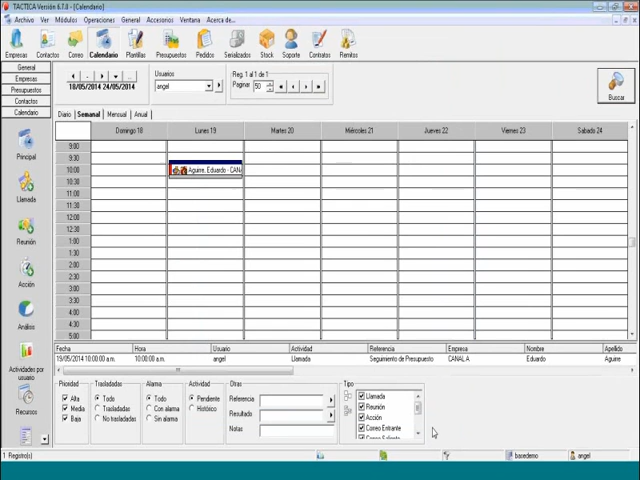 TACTICA Versión 6.7.0 - [Calendario]
Archivo Ver Módulos Operaciones General Accesorios Ventana Acerca de...
Empresas Contactos Correo Calendario Plantillas Presupuestos Pedidos Serializados Stock Soporte Contratos Remitos
General
Empresas
Presupuestos
Contactos
Calendario
18/05/2014 24/05/2014
Usuarios
angel
Reg. 1 al 1 de 1
Paginar 50
Buscar
Diario Semanal Mensual Anual
Domingo 18 Lunes 19 Martes 20 Miércoles 21 Jueves 22 Viernes 23 Sabado 24
9:00
9:30
10:00 Aguirre, Eduardo - CANA
10:30
11:00
11:30
12:00
12:30
1:00
1:30
2:00
2:30
3:00
3:30
4:00
4:30
5:00
Principal
Llamada
Reunión
Acción
Análisis
Actividades por usuario
Recursos
Fecha Hora Usuario Actividad Referencia Empresa Nombre Apellido
19/05/2014 10:00:00 a.m. 10:00:00 a.m. angel Llamada Seguimiento de Presupuesto CANAL A Eduardo Aguirre
Prioridad
Alta
Media
Baja
Trasladadas
Todo
Trasladadas
No trasladadas
Alarma
Todo
Con alarma
Sin alarma
Actividad
Pendiente
Histórico
Otras
Referencia
Resultado
Notas
Tipo
Llamada
Reunión
Acción
Correo Entrante
Correo Saliente
1 Registro(s) basedemo angel